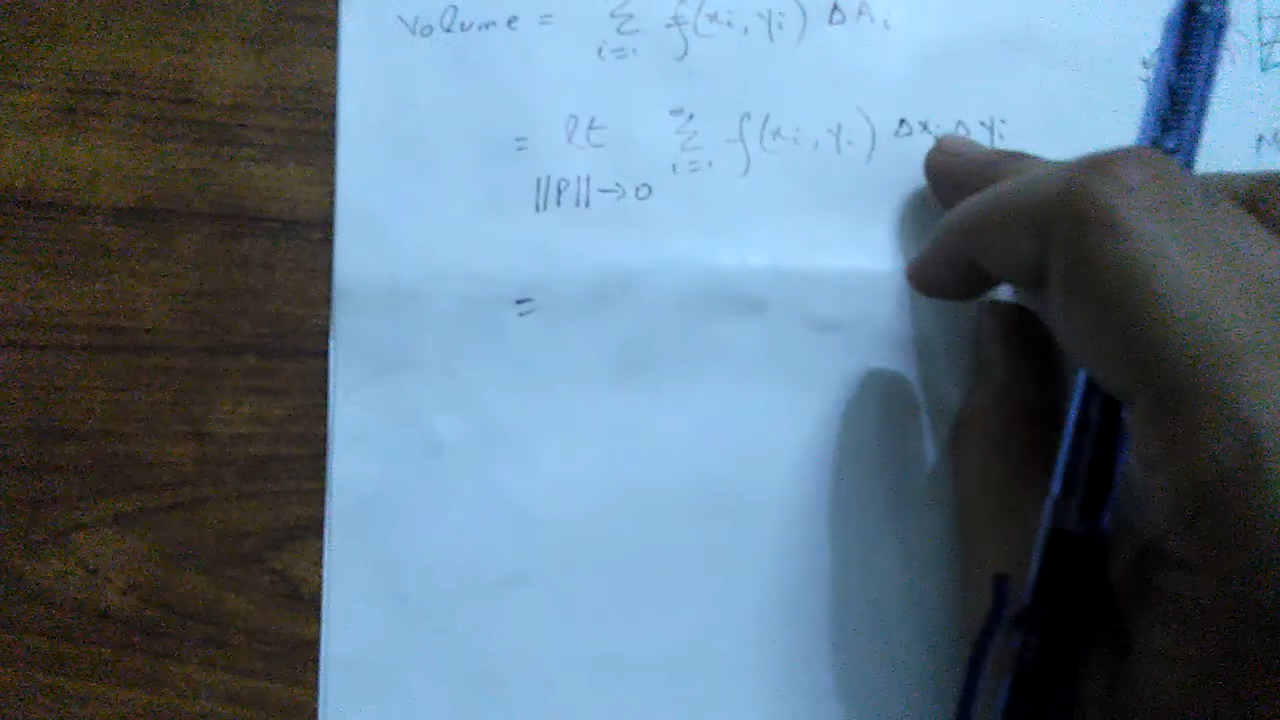 Volume = Σ i=1 f(xi, yi) ΔAi
= lt ||P||→0 n Σ i=1 f(xi, yi) Δxi Δyi
=